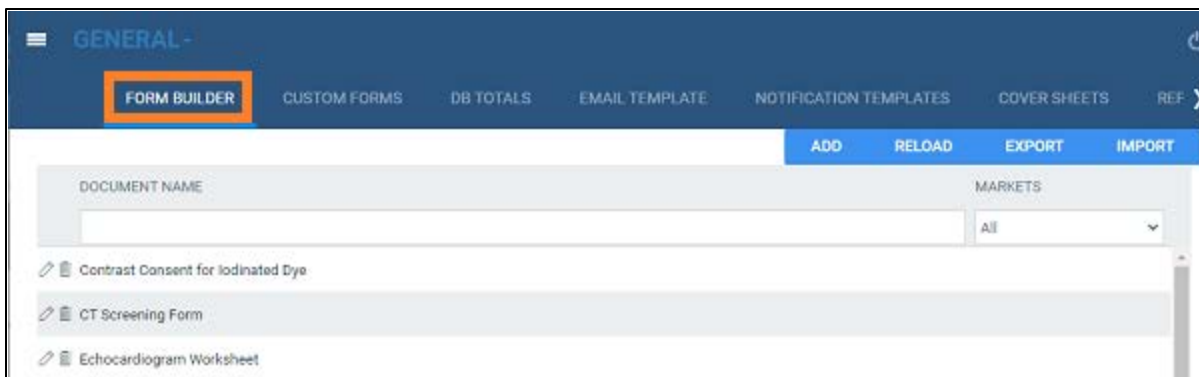 GENERAL-
FORM BUILDER CUSTOM FORMS DB TOTALS EMAIL TEMPLATE NOTIFICATION TEMPLATES COVER SHEETS REF
ADD RELOAD EXPORT IMPORT
DOCUMENT NAME MARKETS
All
Contrast Consent for Iodinated Dye
CT Screening Form
Echocardiogram Worksheet